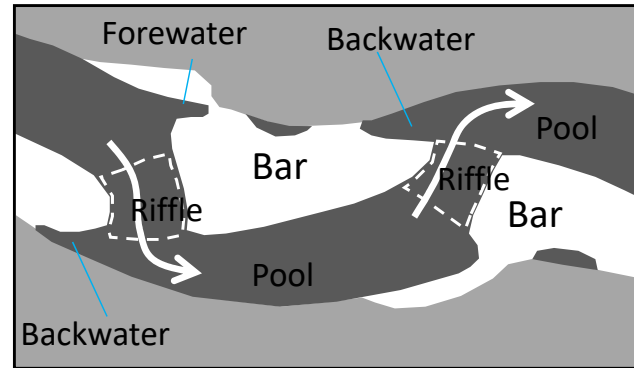 Forewater
Backwater
Pool
Bar
Riffle
Riffle
Bar
Pool
Backwater